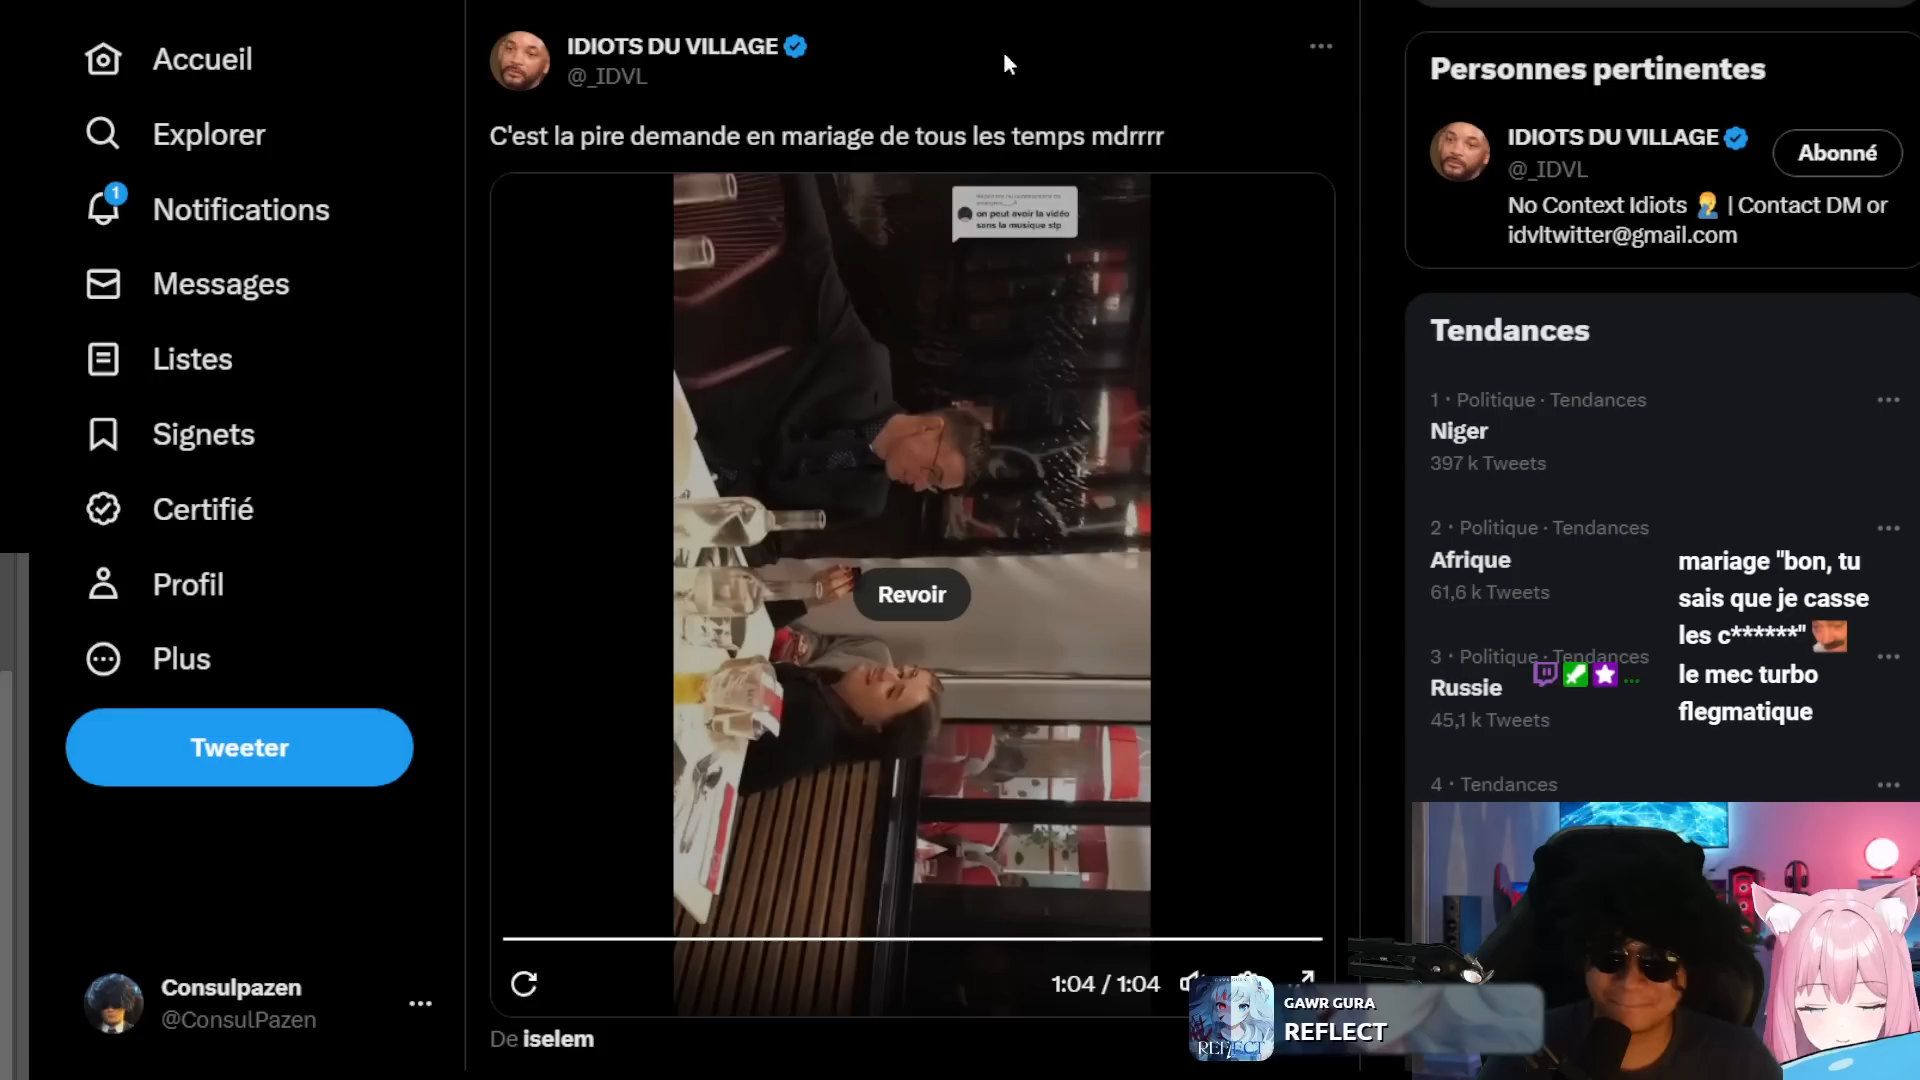 Accueil
Explorer
1
Notifications
Messages
Listes
Signets
Certifié
Profil
Plus
Tweeter
Consulpazen
@ConsulPazen
IDIOTS DU VILLAGE
@_IDVL
C'est la pire demande en mariage de tous les temps mdrrrr
on peut avoir la vidéo
sans la musique stp
Revoir
1:04 / 1:04
De iselem
GAWR GURA
REFLECT
GAWR GURA
REFLECT
Personnes pertinentes
IDIOTS DU VILLAGE
@_IDVL
Abonné
No Context Idiots 🤦‍♂️ | Contact DM or
idvltwitter@gmail.com
Tendances
1 · Politique · Tendances
Niger
397 k Tweets
2 · Politique · Tendances
Afrique
61,6 k Tweets
3 · Politique · Tendances
Russie
45,1 k Tweets
4 · Tendances
mariage "bon, tu
sais que je casse
les c******"
le mec turbo
flegmatique
...